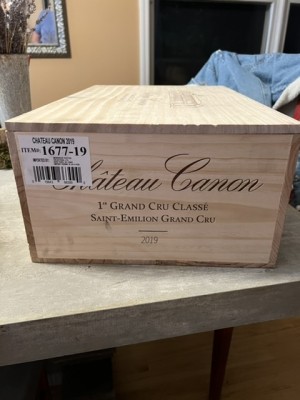 CHATEAU CANON 2019
ITEM#: 1677-19
Château Canon
1er GRAND CRU CLASSÉ
SAINT-EMILION GRAND CRU
2019